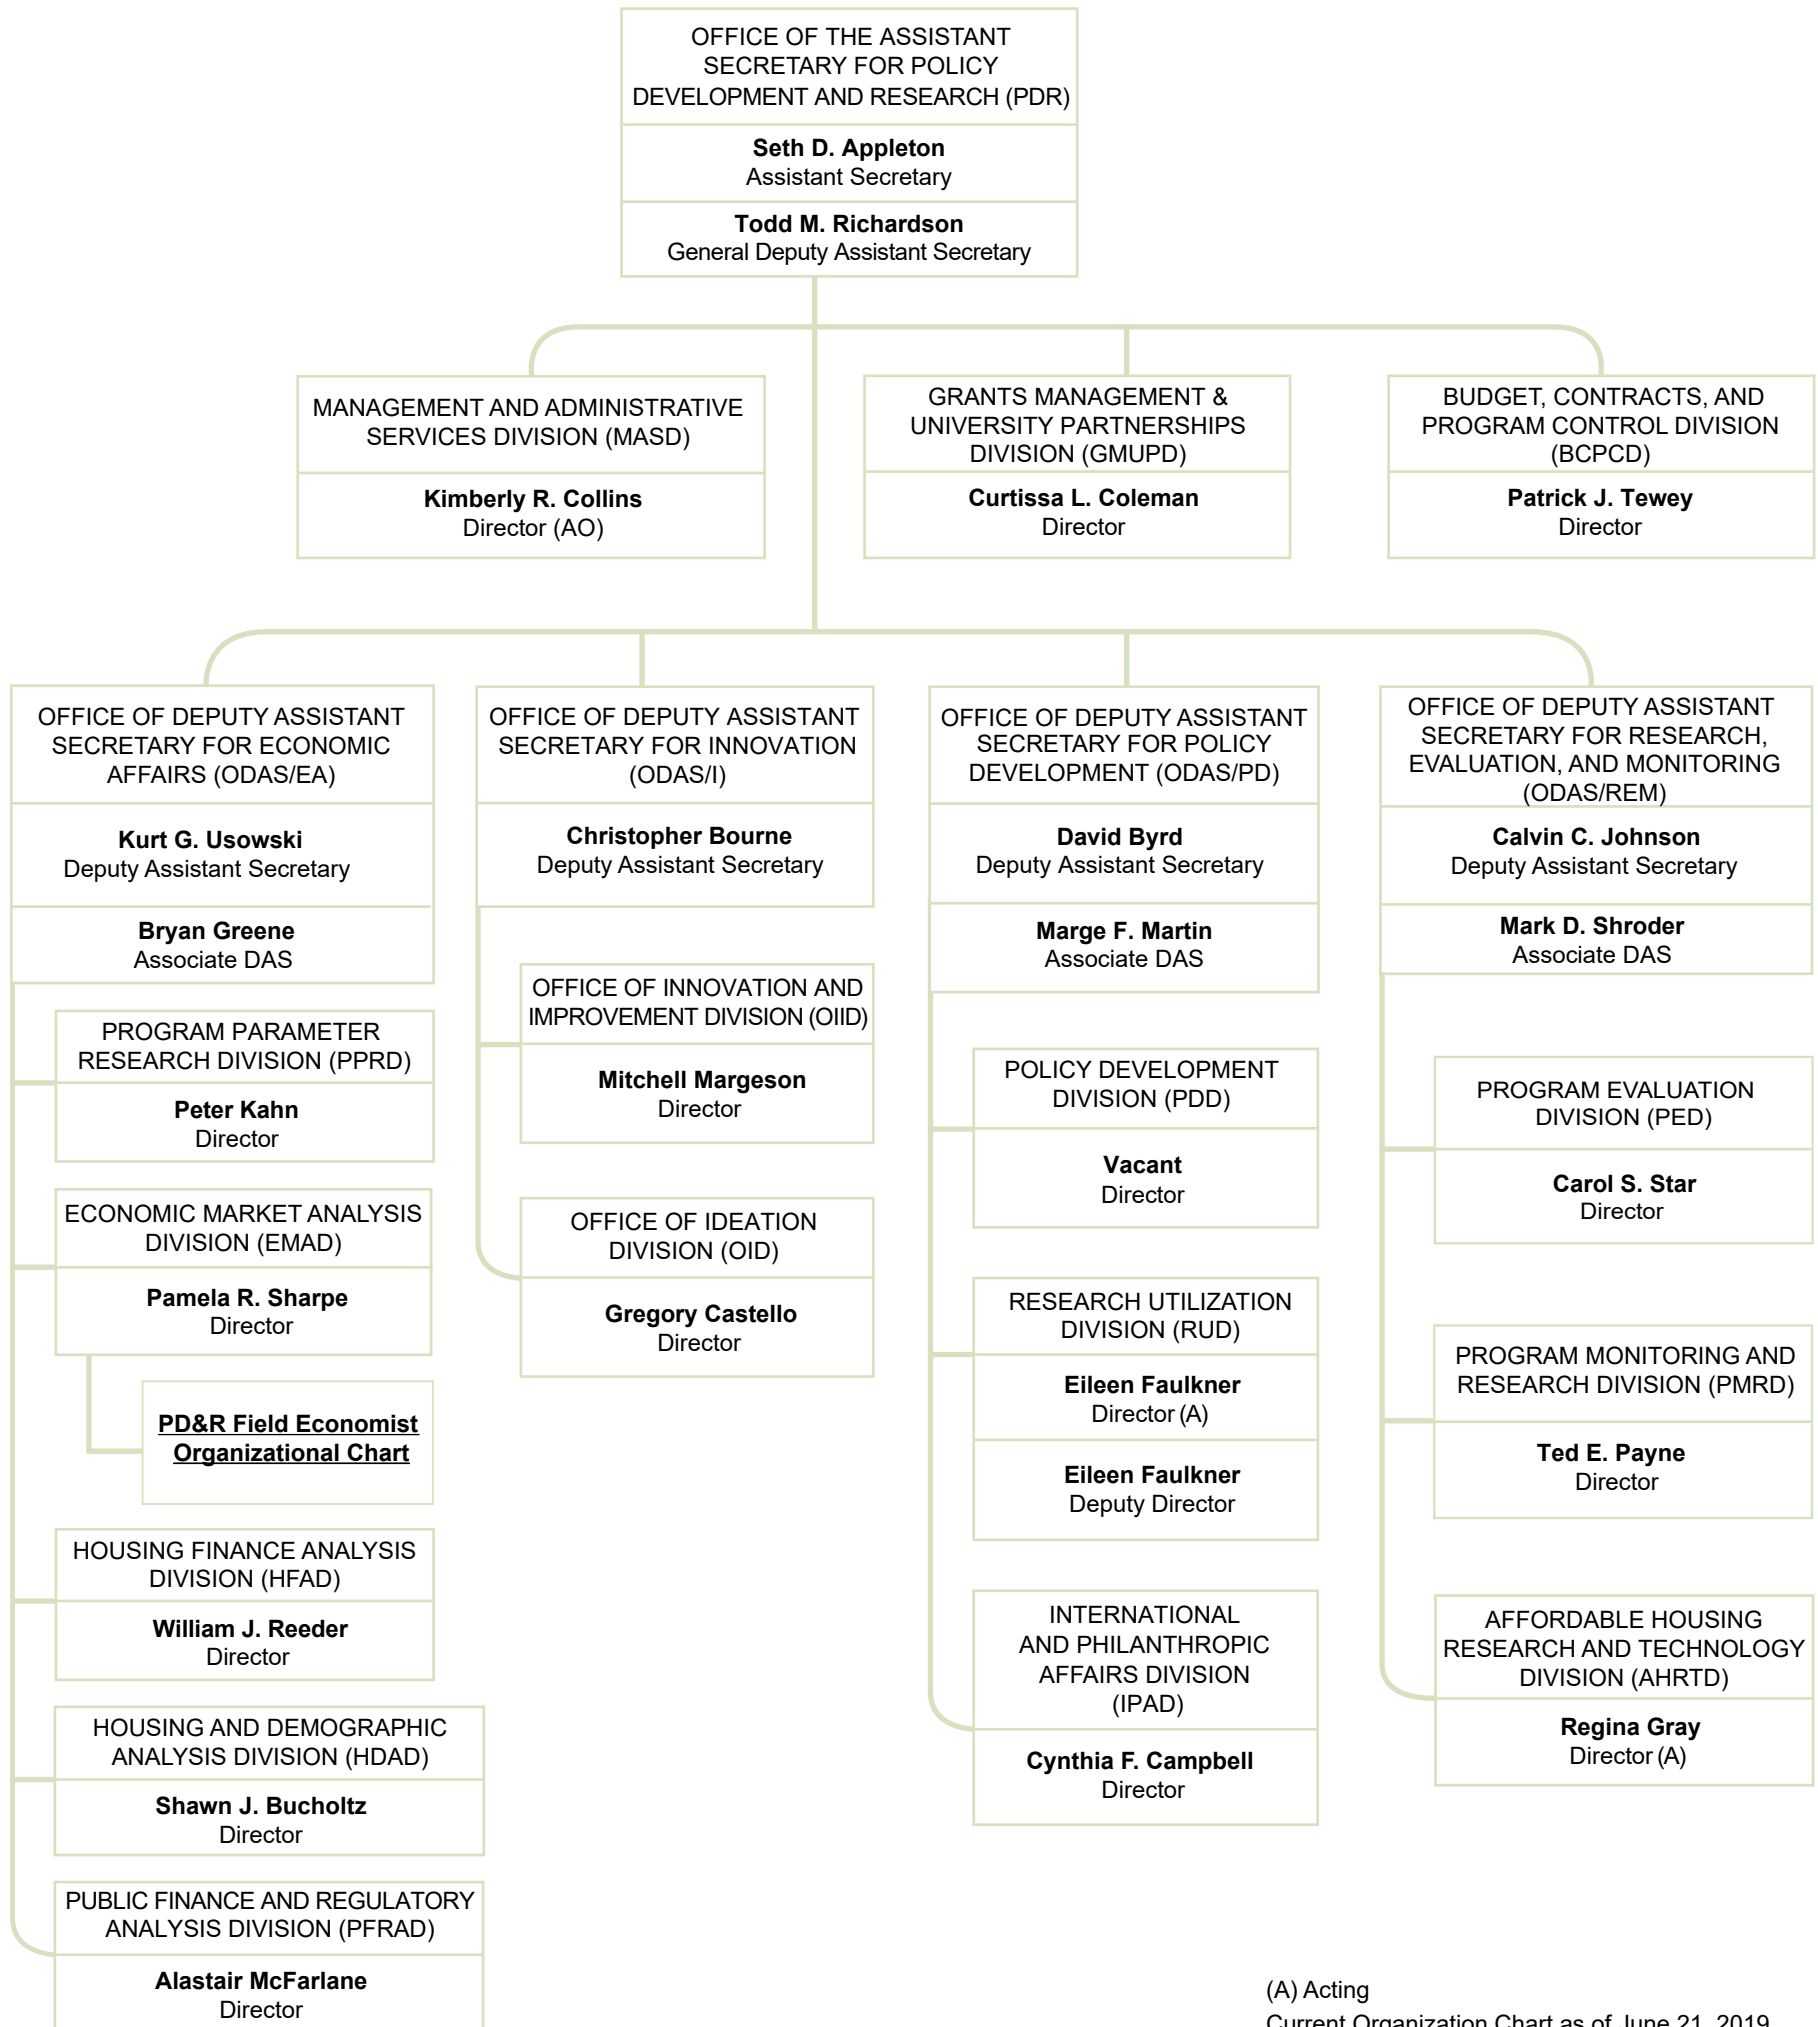 OFFICE OF THE ASSISTANT
SECRETARY FOR POLICY
DEVELOPMENT AND RESEARCH (PDR)
Seth D. Appleton
Assistant Secretary
Todd M. Richardson
General Deputy Assistant Secretary
MANAGEMENT AND ADMINISTRATIVE
SERVICES DIVISION (MASD)
Kimberly R. Collins
Director (AO)
GRANTS MANAGEMENT &
UNIVERSITY PARTNERSHIPS
DIVISION (GMUPD)
Curtissa L. Coleman
Director
BUDGET, CONTRACTS, AND
PROGRAM CONTROL DIVISION
(BCPCD)
Patrick J. Tewey
Director
OFFICE OF DEPUTY ASSISTANT
SECRETARY FOR ECONOMIC
AFFAIRS (ODAS/EA)
Kurt G. Usowski
Deputy Assistant Secretary
Bryan Greene
Associate DAS
PROGRAM PARAMETER
RESEARCH DIVISION (PPRD)
Peter Kahn
Director
ECONOMIC MARKET ANALYSIS
DIVISION (EMAD)
Pamela R. Sharpe
Director
PD&R Field Economist
Organizational Chart
HOUSING FINANCE ANALYSIS
DIVISION (HFAD)
William J. Reeder
Director
HOUSING AND DEMOGRAPHIC
ANALYSIS DIVISION (HDAD)
Shawn J. Bucholtz
Director
PUBLIC FINANCE AND REGULATORY
ANALYSIS DIVISION (PFRAD)
Alastair McFarlane
Director
OFFICE OF DEPUTY ASSISTANT
SECRETARY FOR INNOVATION
(ODAS/I)
Christopher Bourne
Deputy Assistant Secretary
OFFICE OF INNOVATION AND
IMPROVEMENT DIVISION (OIID)
Mitchell Margeson
Director
OFFICE OF IDEATION
DIVISION (OID)
Gregory Castello
Director
OFFICE OF DEPUTY ASSISTANT
SECRETARY FOR POLICY
DEVELOPMENT (ODAS/PD)
David Byrd
Deputy Assistant Secretary
Marge F. Martin
Associate DAS
POLICY DEVELOPMENT
DIVISION (PDD)
Vacant
Director
RESEARCH UTILIZATION
DIVISION (RUD)
Eileen Faulkner
Director (A)
Eileen Faulkner
Deputy Director
INTERNATIONAL
AND PHILANTHROPIC
AFFAIRS DIVISION
(IPAD)
Cynthia F. Campbell
Director
OFFICE OF DEPUTY ASSISTANT
SECRETARY FOR RESEARCH,
EVALUATION, AND MONITORING
(ODAS/REM)
Calvin C. Johnson
Deputy Assistant Secretary
Mark D. Shroder
Associate DAS
PROGRAM EVALUATION
DIVISION (PED)
Carol S. Star
Director
PROGRAM MONITORING AND
RESEARCH DIVISION (PMRD)
Ted E. Payne
Director
AFFORDABLE HOUSING
RESEARCH AND TECHNOLOGY
DIVISION (AHRTD)
Regina Gray
Director (A)
(A) Acting
Current Organization Chart as of June 21, 2019